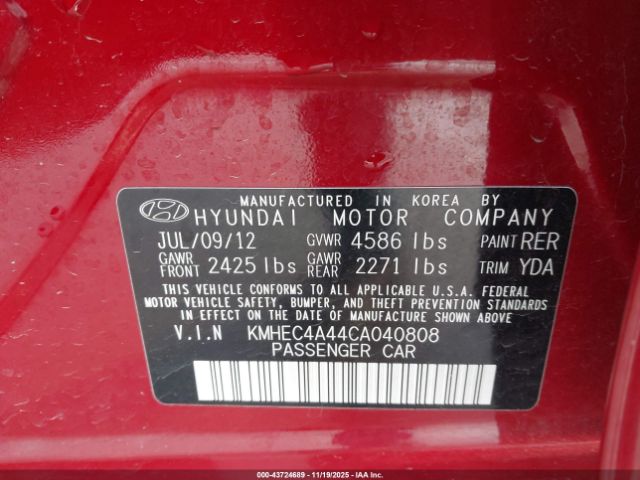 MANUFACTURED IN KOREA BY
HYUNDAI MOTOR COMPANY
JUL/09/12 GVWR 4586 lbs PAINT RER
GAWR FRONT 2425 lbs GAWR REAR 2271 lbs TRIM YDA
THIS VEHICLE CONFORMS TO ALL APPLICABLE U.S.A. FEDERAL
MOTOR VEHICLE SAFETY, BUMPER, AND THEFT PREVENTION STANDARDS
IN EFFECT ON THE DATE OF MANUFACTURE SHOWN ABOVE.
V.I.N KMHEC4A44CA040808
PASSENGER CAR
000-43724689 - 11/19/2025 - IAA Inc.